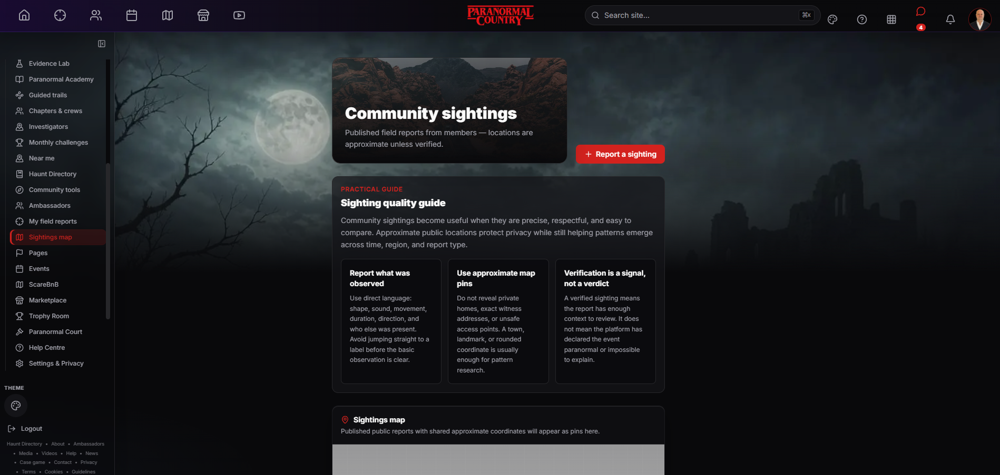 PARANORMAL
COUNTRY
Search site...
⌘K
4
Evidence Lab
Paranormal Academy
Guided trails
Chapters & crews
Investigators
Monthly challenges
Near me
Haunt Directory
Community tools
Ambassadors
My field reports
Sightings map
Pages
Events
ScareBnB
Marketplace
Trophy Room
Paranormal Court
Help Centre
Settings & Privacy
THEME
Logout
Haunt Directory • About • Ambassadors
• Media • Videos • Help • News
• Case game • Contact • Privacy
• Terms • Cookies • Guidelines
Community sightings
Published field reports from members — locations are
approximate unless verified.
+ Report a sighting
PRACTICAL GUIDE
Sighting quality guide
Community sightings become useful when they are precise, respectful, and easy to
compare. Approximate public locations protect privacy while still helping patterns emerge
across time, region, and report type.
Report what was
observed
Use direct language:
shape, sound, movement,
duration, direction, and
who else was present.
Avoid jumping straight to a
label before the basic
observation is clear.
Use approximate map
pins
Do not reveal private
homes, exact witness
addresses, or unsafe
access points. A town,
landmark, or rounded
coordinate is usually
enough for pattern
research.
Verification is a signal,
not a verdict
A verified sighting means
the report has enough
context to review. It does
not mean the platform has
declared the event
paranormal or impossible
to explain.
Sightings map
Published public reports with shared approximate coordinates will appear as pins here.